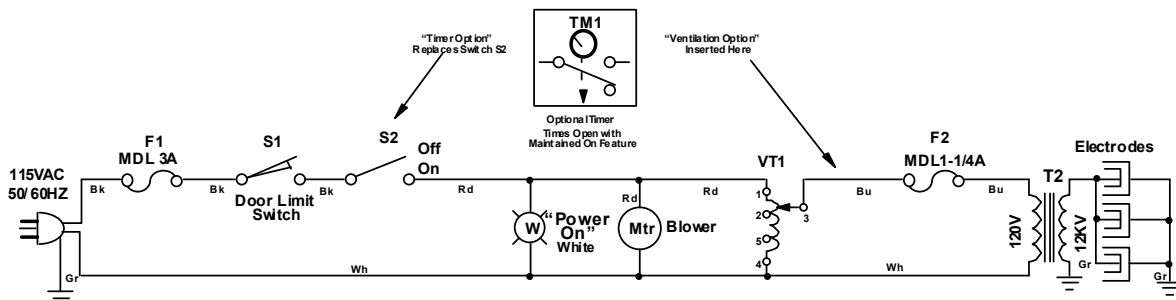 TM1
"Timer Option"
Replaces Switch S2
"Ventilation Option"
Inserted Here
Optional Timer
Times Open with
Maintained On Feature
115VAC
50/60HZ
F1
MDL 3A
S1
Door Limit
Switch
S2
Off
On
VT1
F2
MDL1-1/4A
T2
Electrodes
Bk
Bk
Bk
Rd
Rd
Rd
Bu
Bu
1
2
3
5
4
W
"Power
On"
White
Mtr
Blower
120V
12KV
Gr
Wh
Wh
Gr
Gr